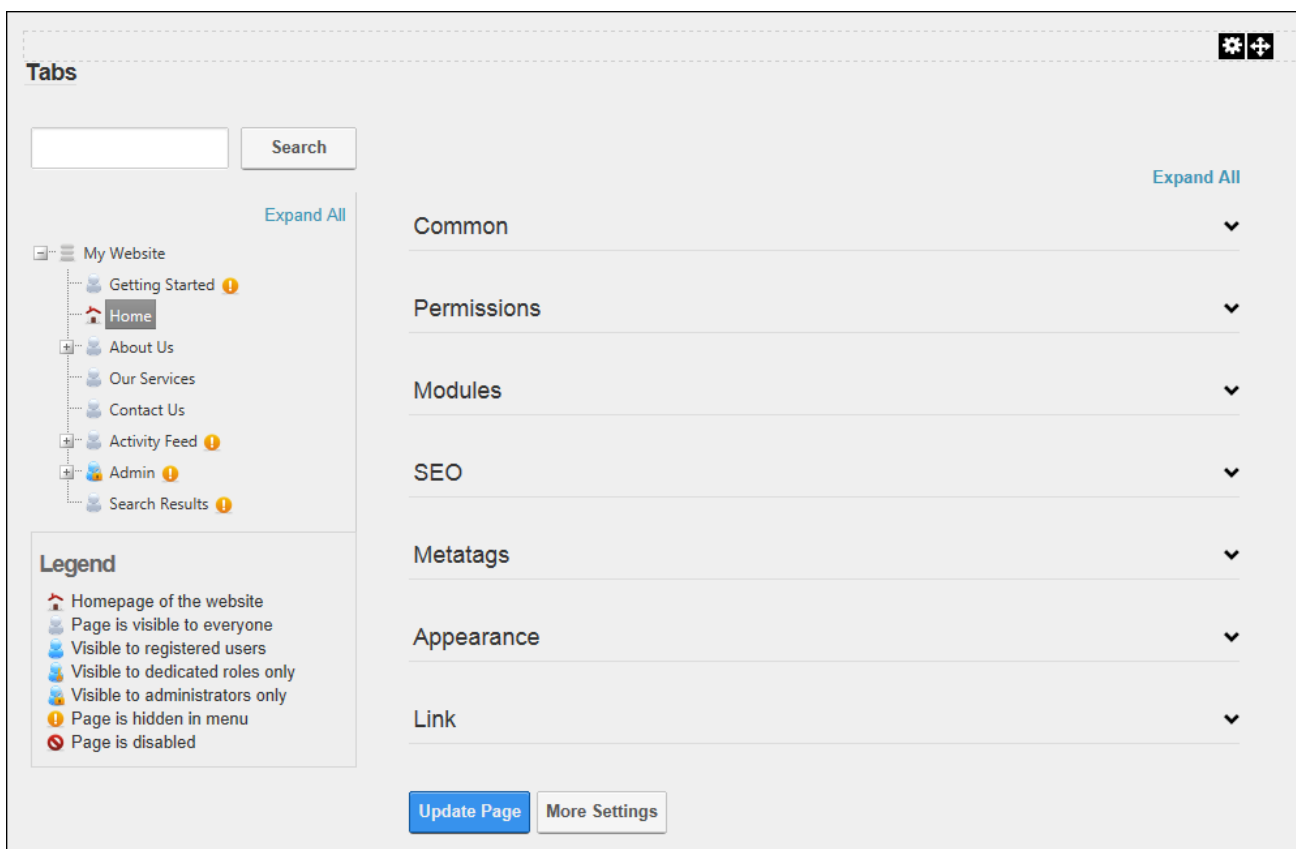 Tabs
Search
Expand All
Expand All
My Website
Getting Started
Home
About Us
Our Services
Contact Us
Activity Feed
Admin
Search Results
Legend
Homepage of the website
Page is visible to everyone
Visible to registered users
Visible to dedicated roles only
Visible to administrators only
Page is hidden in menu
Page is disabled
Common
Permissions
Modules
SEO
Metatags
Appearance
Link
Update Page
More Settings